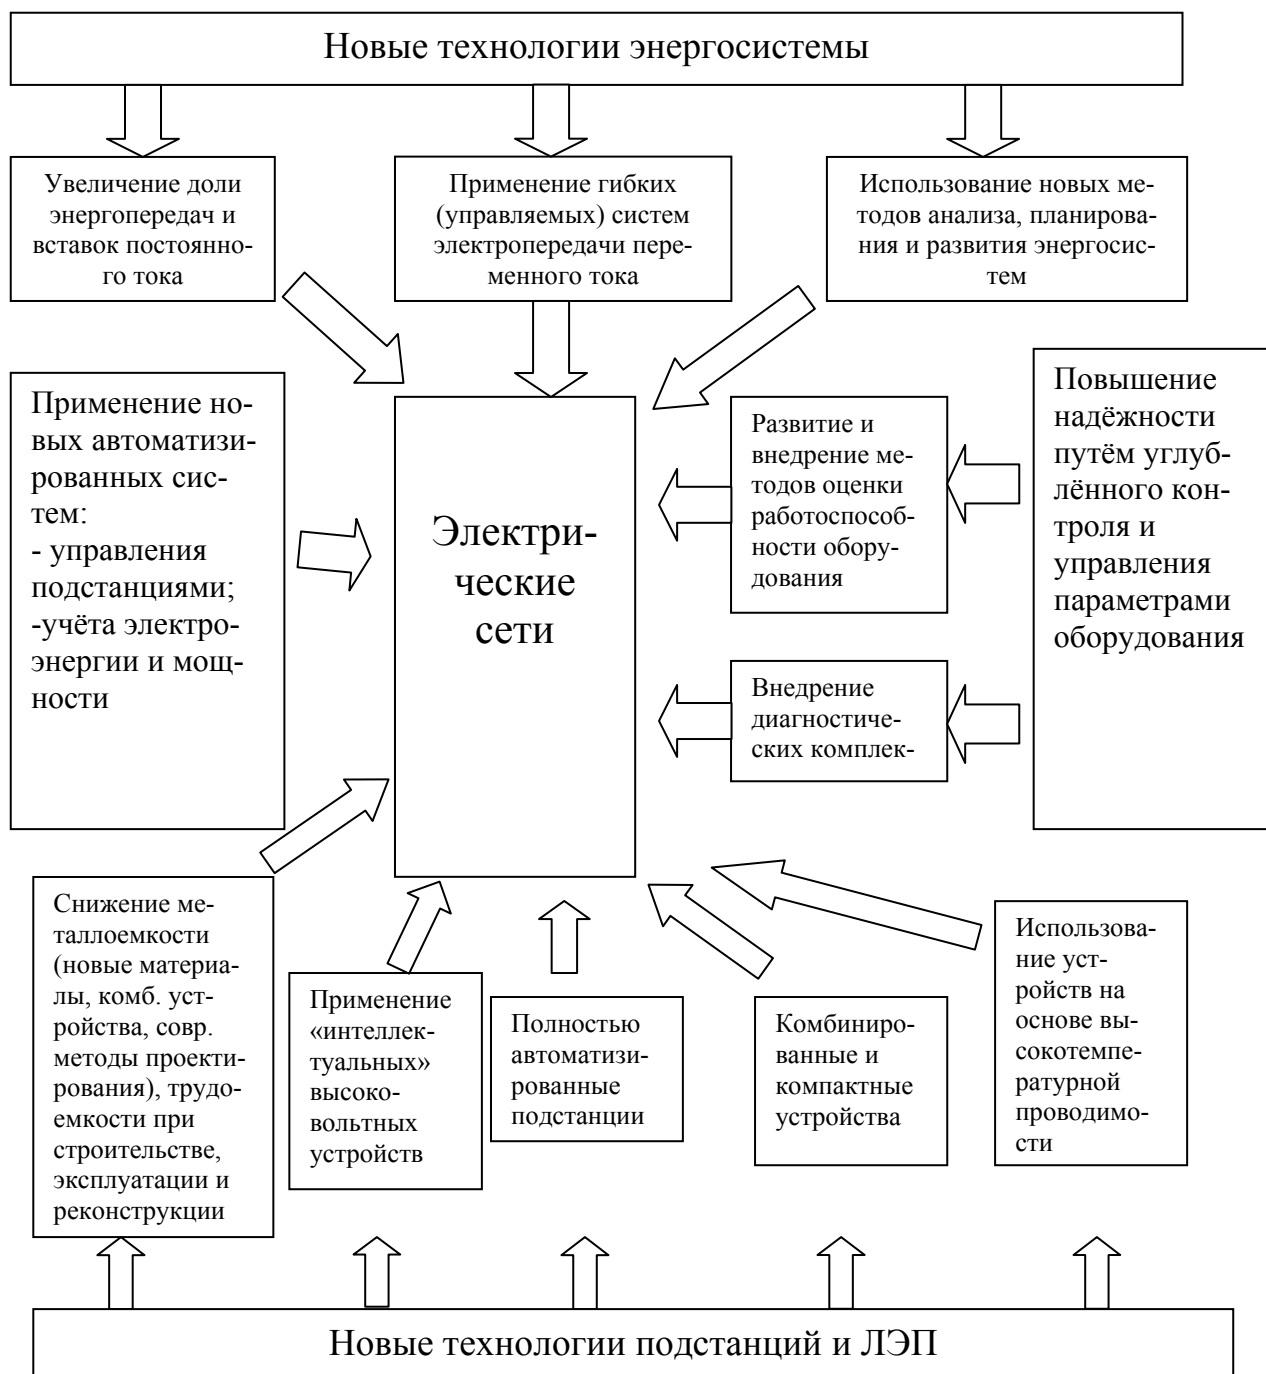 Новые технологии энергосистемы
Увеличение доли
энергопередач и
вставок постоянно-
го тока
Применение гибких
(управляемых) систем
электропередачи пере-
менного тока
Использование новых ме-
тодов анализа, планирова-
ния и развития энергосис-
тем
Применение но-
вых автоматизи-
рованных сис-
тем:
- управления
подстанциями;
-учёта электро-
энергии и мощ-
ности
Электри-
ческие
сети
Развитие и
внедрение ме-
тодов оценки
работоспособ-
ности обору-
дования
Внедрение
диагностиче-
ских комплек-
Повышение
надёжности
путём углуб-
лённого кон-
троля и
управления
параметрами
оборудования
Снижение ме-
таллоемкости
(новые материа-
лы, комб. уст-
ройства, совр.
методы проекти-
рования), трудо-
емкости при
строительстве,
эксплуатации и
реконструкции
Применение
«интеллек-
туальных»
высоко-
вольтных
устройств
Полностью
автоматизи-
рованные
подстанции
Комбиниро-
ванные и
компактные
устройства
Использова-
ние уст-
ройств на
основе вы-
сокотемпе-
ратурной
проводимо-
сти
Новые технологии подстанций и ЛЭП